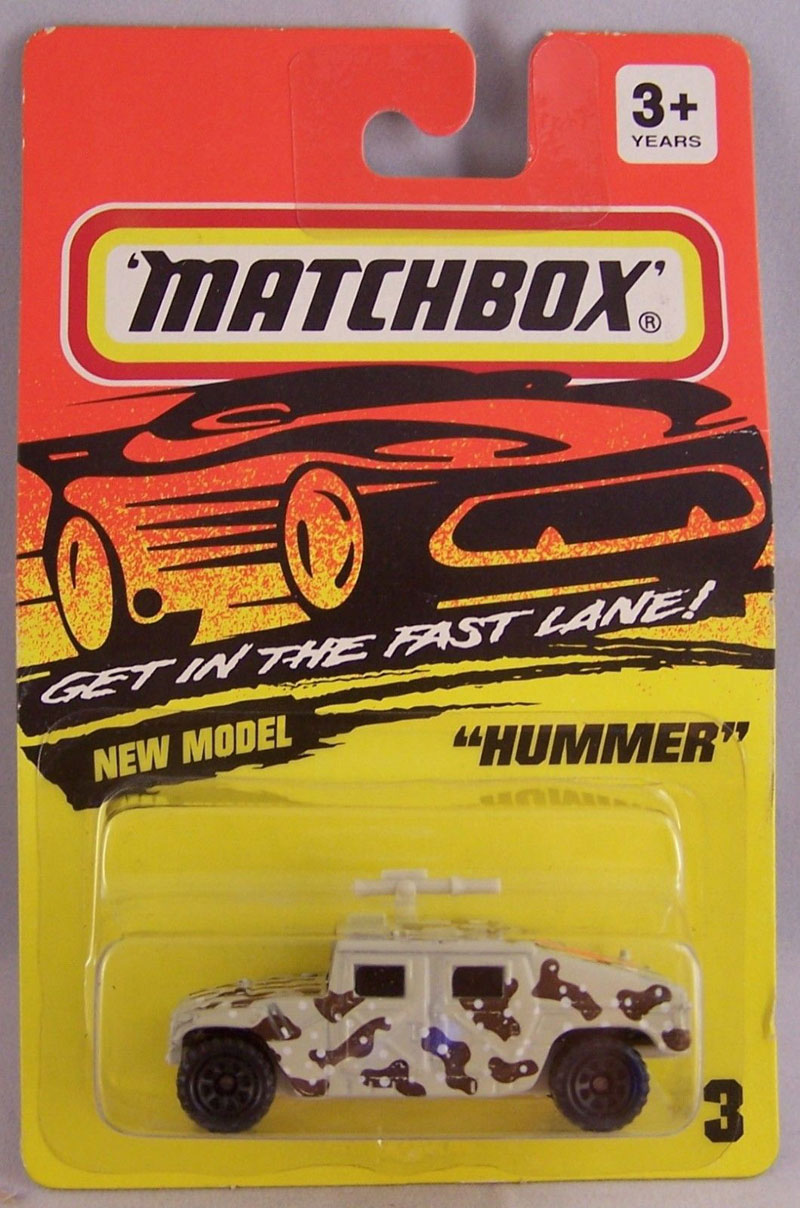 3+
YEARS
'MATCHBOX'®
GET IN THE FAST LANE!
NEW MODEL
"HUMMER"
3